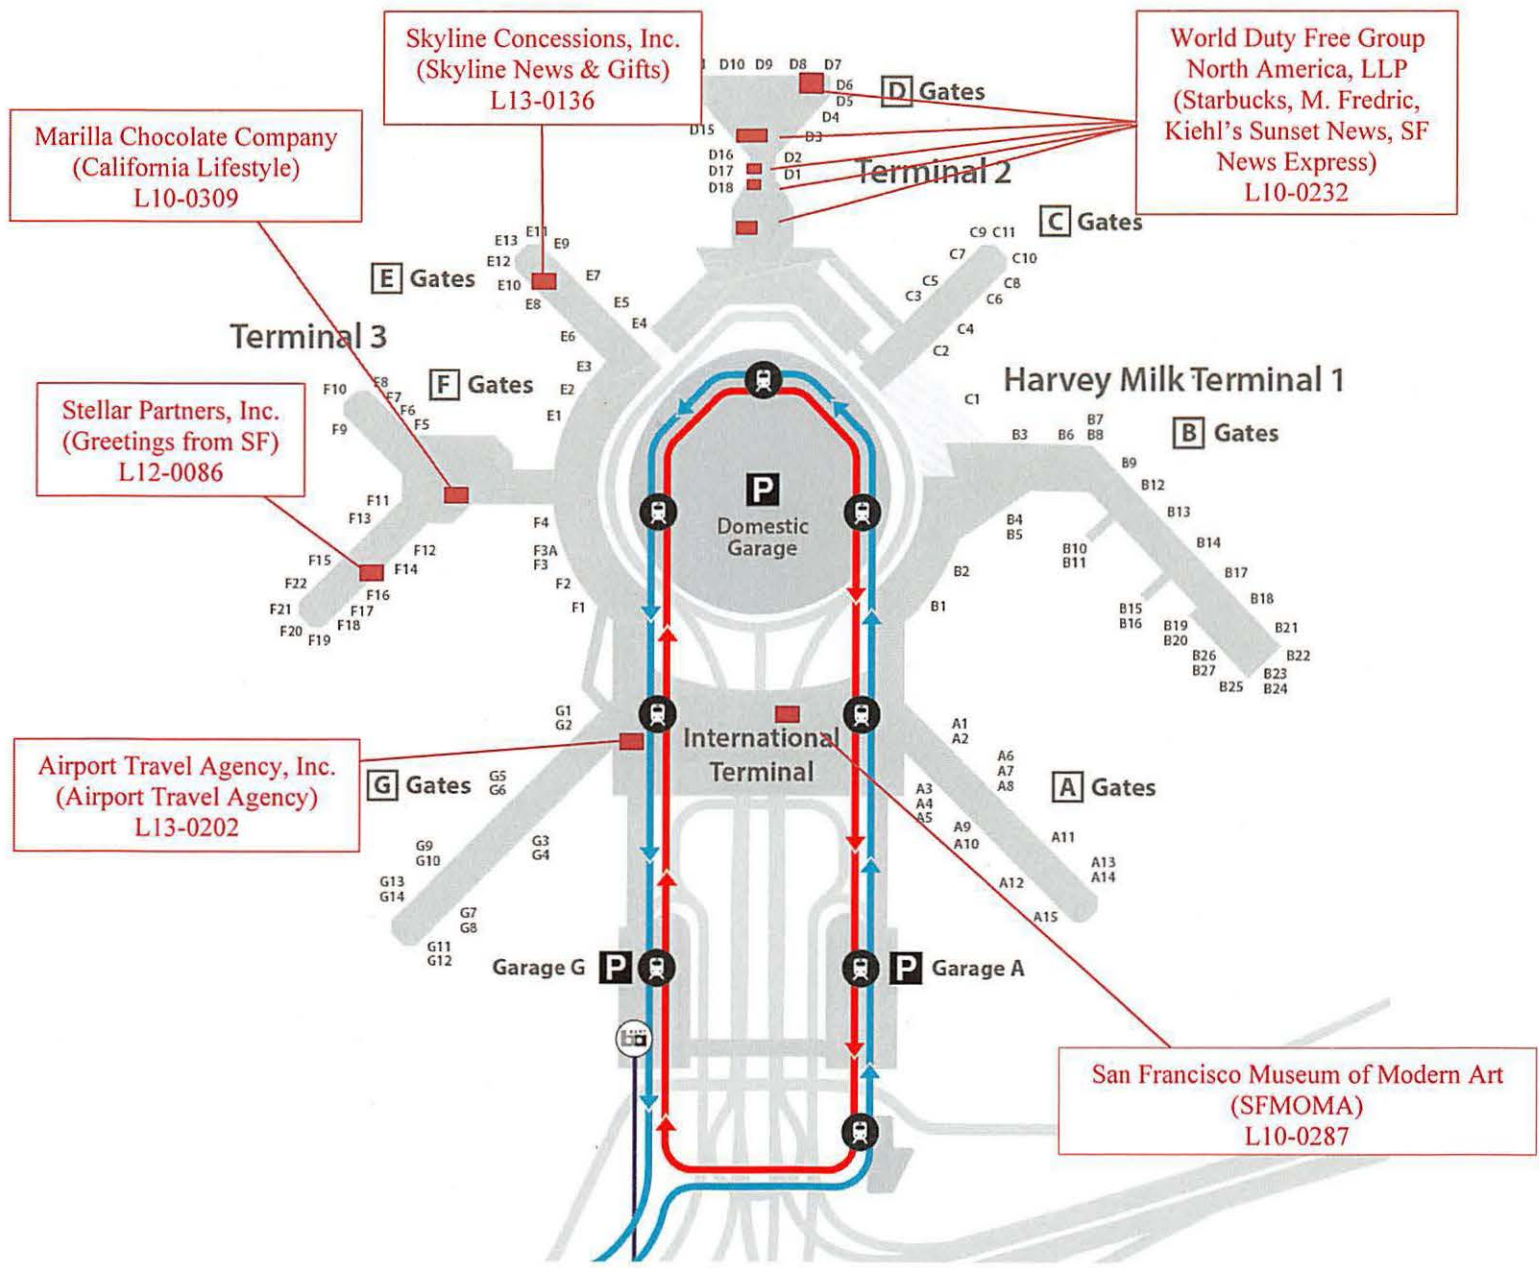 Skyline Concessions, Inc.
(Skyline News & Gifts)
L13-0136
World Duty Free Group
North America, LLP
(Starbucks, M. Fredric,
Kiehl's Sunset News, SF
News Express)
L10-0232
Marilla Chocolate Company
(California Lifestyle)
L10-0309
D10 D9 D8 D7
D6
D5
D4
D Gates
D15
D3
D16
D17
D18
D2
D1
Terminal 2
C Gates
C9 C11
C7
C10
C5
C8
C3
C6
C4
C2
C1
E13
E11
E9
E12
E10
E7
E8
E5
E4
E6
E3
E2
E1
E Gates
Terminal 3
F Gates
F10
F8
F7
F6
F5
F9
Harvey Milk Terminal 1
B7
B3 B6 B8
B Gates
B9
B12
B13
B4
B5
B14
B10
B11
B17
B2
B18
B1
B15
B16
B19
B20
B21
B22
B26
B27
B23
B25
B24
Stellar Partners, Inc.
(Greetings from SF)
L12-0086
F11
F13
F4
F12
F15
F14
F3A
F3
F22
F16
F2
F21
F17
F1
F20
F18
F19
P
Domestic
Garage
G1
G2
International
Terminal
A1
A2
Airport Travel Agency, Inc.
(Airport Travel Agency)
L13-0202
G Gates
G5
G6
G3
G4
G9
G10
G13
G14
G7
G8
G11
G12
A6
A7
A8
A Gates
A3
A4
A5
A9
A10
A11
A13
A14
A12
A15
Garage G P
P Garage A
ba
San Francisco Museum of Modern Art
(SFMOMA)
L10-0287